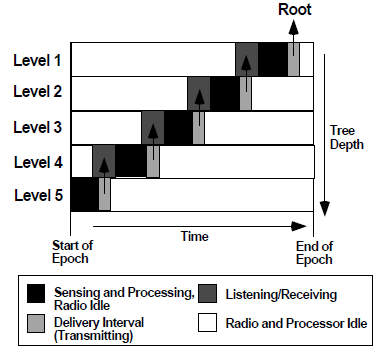 Root
Level 1
Level 2
Level 3
Level 4
Level 5
Tree
Depth
Time
Start of
Epoch
End of
Epoch
Sensing and Processing,
Radio Idle
Listening/Receiving
Delivery Interval
(Transmitting)
Radio and Processor Idle